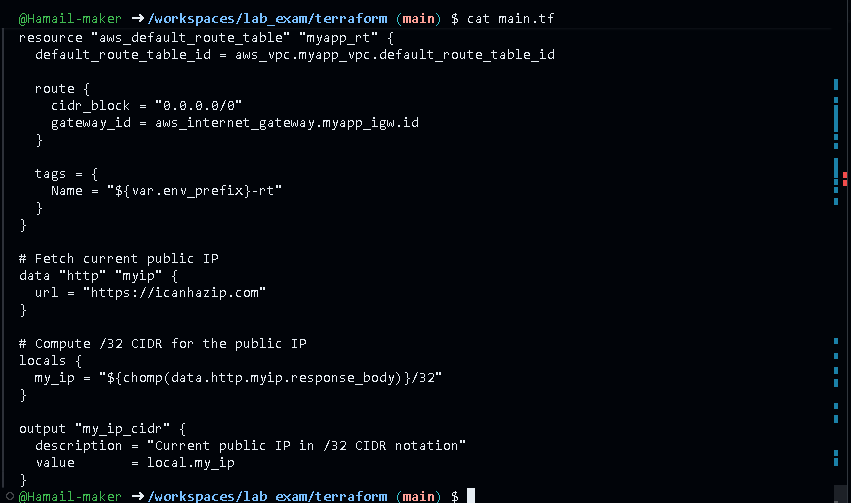 @Hamail-maker ➜/workspaces/lab_exam/terraform (main) $ cat main.tf
resource "aws_default_route_table" "myapp_rt" {
  default_route_table_id = aws_vpc.myapp_vpc.default_route_table_id

  route {
    cidr_block = "0.0.0.0/0"
    gateway_id = aws_internet_gateway.myapp_igw.id
  }

  tags = {
    Name = "${var.env_prefix}-rt"
  }
}

# Fetch current public IP
data "http" "myip" {
  url = "https://icanhazip.com"
}

# Compute /32 CIDR for the public IP
locals {
  my_ip = "${chomp(data.http.myip.response_body)}/32"
}

output "my_ip_cidr" {
  description = "Current public IP in /32 CIDR notation"
  value       = local.my_ip
}
@Hamail-maker ➜/workspaces/lab_exam/terraform (main) $